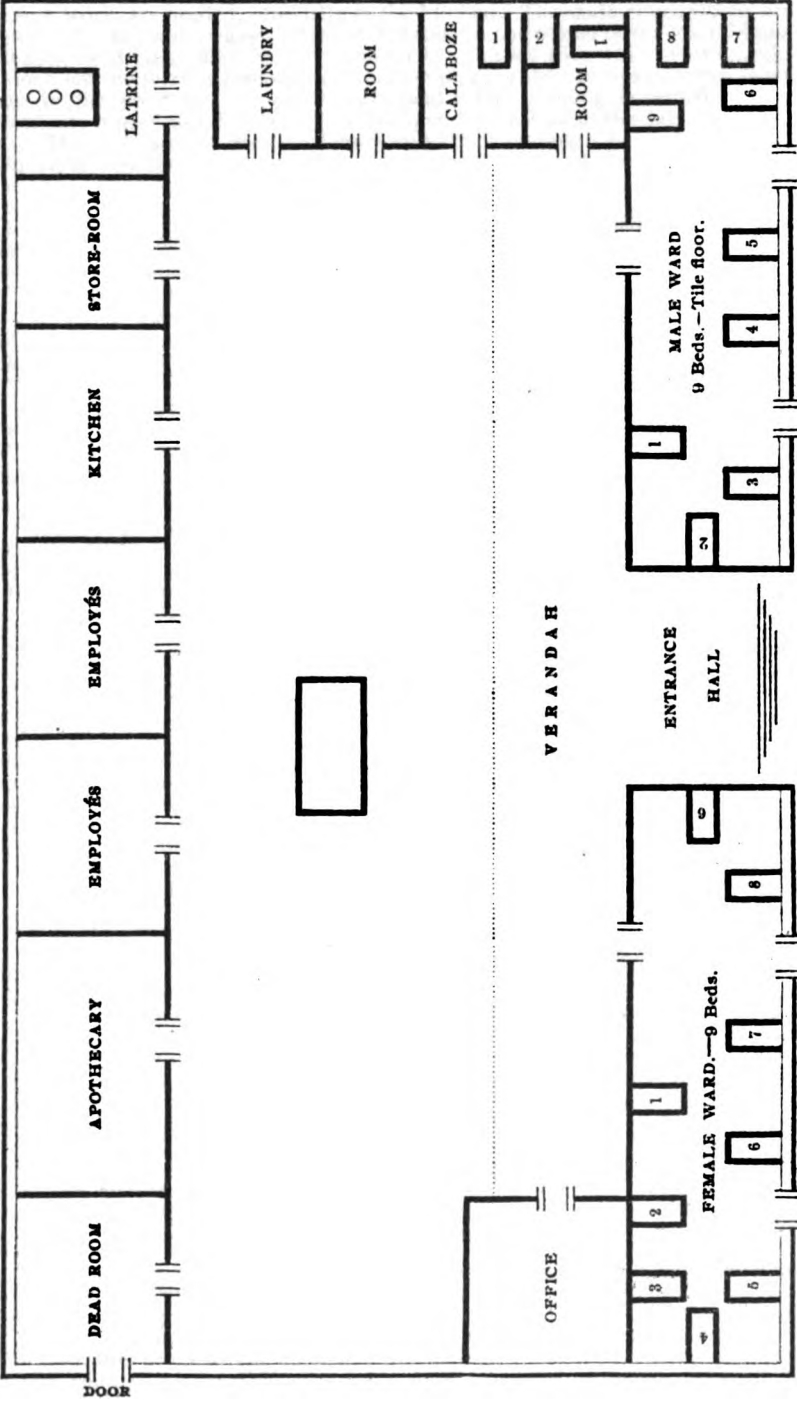 DOOR
DEAD ROOM
APOTHECARY
EMPLOYÉS
EMPLOYÉS
KITCHEN
STORE-ROOM
LATRINE
LAUNDRY
ROOM
CALABOZE
1
2
ROOM
1
OFFICE
VERANDAH
ENTRANCE
HALL
FEMALE WARD.—9 Beds.
1
2
3
4
5
6
7
8
9
MALE WARD
9 Beds.—Tile floor.
1
2
3
4
5
6
7
8
9